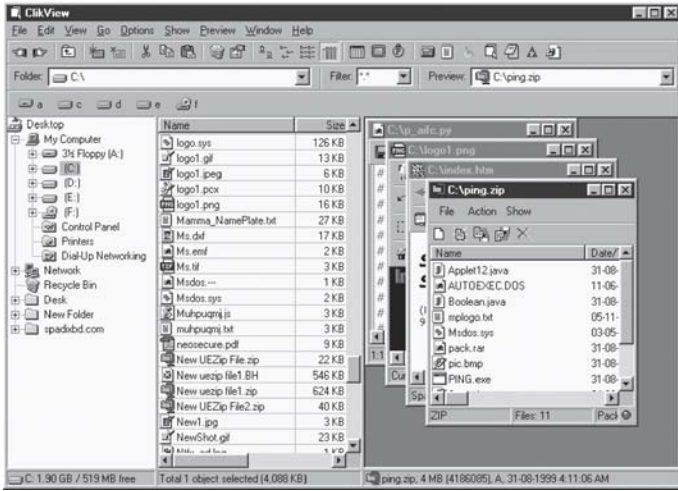 ClikView
File Edit View Go Options Show Preview Window Help
Folder: C:\ Filter: *.* Preview: C:\ping.zip
a c d e f
Desktop
My Computer
3½ Floppy (A:)
(C:)
(D:)
(E:)
(F:)
Control Panel
Printers
Dial-Up Networking
Network
Recycle Bin
Desk
New Folder
spadixbd.com
Name Size
logo.sys 126 KB
logo1.gif 13 KB
logo1.jpeg 6 KB
logo1.pcx 10 KB
logo1.png 16 KB
Mamma_NamePlate.txt 27 KB
Ms.dxf 17 KB
Ms.emf 2 KB
Ms.tif 3 KB
Msdos.--- 1 KB
Msdos.sys 2 KB
Muhpuqmj.js 3 KB
muhpuqmj.txt 3 KB
neosecure.pdf 9 KB
New UEZip File.zip 22 KB
New uezip file1.BH 546 KB
New uezip file1.zip 624 KB
New UEZip File2.zip 40 KB
New1.jpg 3 KB
NewShot.gif 23 KB
C:\p_aifc.py
C:\logo1.png
C:\index.htm
C:\ping.zip
File Action Show
Name Date/
Applet12.java 31-08-
AUTOEXEC.DOS 11-06-
Boolean.java 31-08-
mplogo.txt 05-11-
Msdos.sys 03-05-
pack.rar 31-08-
pic.bmp 31-08-
PING.exe 31-08-
ZIP Files: 11 Pack
1:1
Cur
Spa
C: 1.90 GB / 519 MB free Total 1 object selected (4,088 KB) ping.zip, 4 MB (4186085), A, 31-08-1999 4:11:06 AM